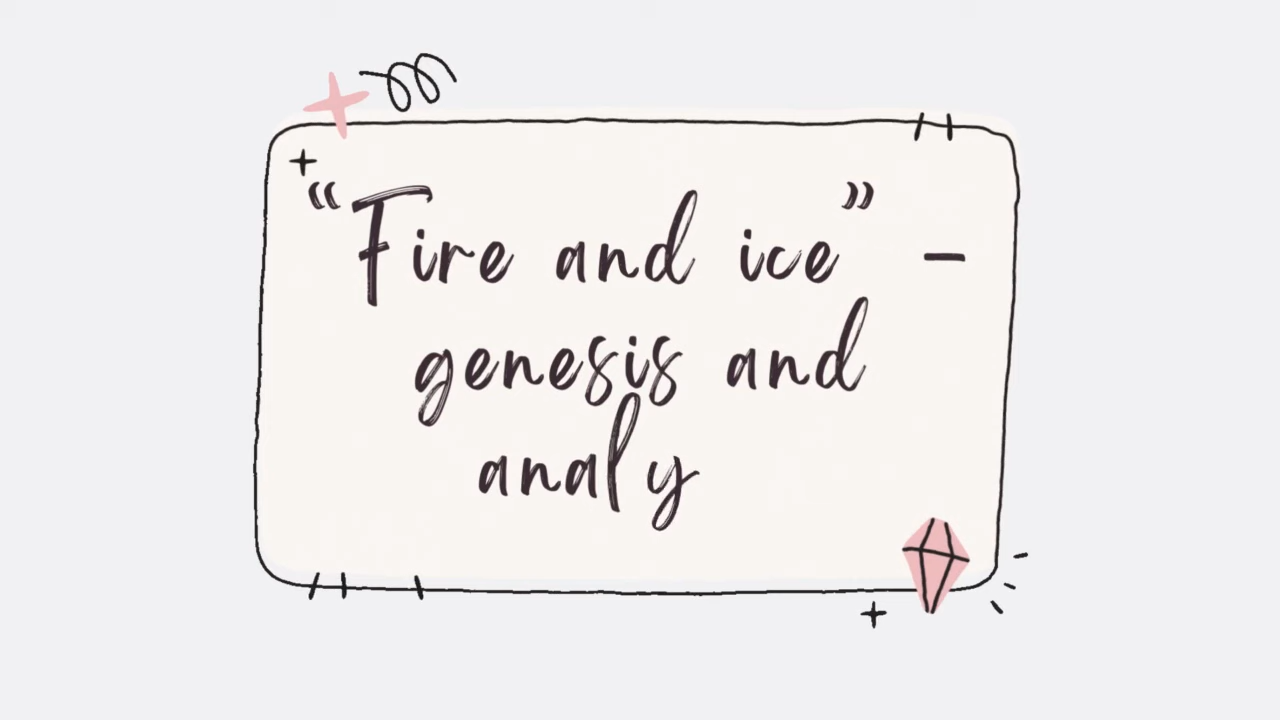 “Fire and ice” -
genesis and
analy